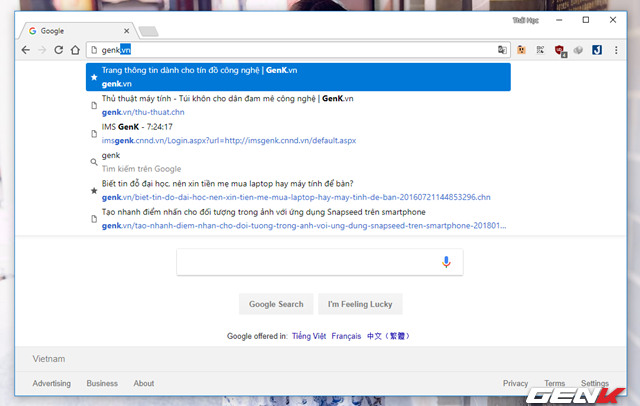 Thiết Học
Google
genk.vn
4
Trang thông tin dành cho tín đồ công nghệ | GenK.vn
genk.vn
Thủ thuật máy tính - Túi khôn cho dân đam mê công nghệ | GenK.vn
genk.vn/thu-thuat.chn
IMS GenK - 7:24:17
imsgenk.cnnd.vn/Login.aspx?url=http://imsgenk.cnnd.vn/default.aspx
genk
Tìm kiếm trên Google
Biết tin đỗ đại học, nên xin tiền mẹ mua laptop hay máy tính để bàn?
genk.vn/biet-tin-do-dai-hoc-nen-xin-tien-me-mua-laptop-hay-may-tinh-de-ban-20160721144853296.chn
Tạo nhanh điểm nhấn cho đối tượng trong ảnh với ứng dụng Snapseed trên smartphone
genk.vn/tao-nhanh-diem-nhan-cho-doi-tuong-trong-anh-voi-ung-dung-snapseed-tren-smartphone-201801...
Google Search I'm Feeling Lucky
Google offered in: Tiếng Việt Français 中文（繁體）
Vietnam
Advertising Business About Privacy Terms Settings
GENK